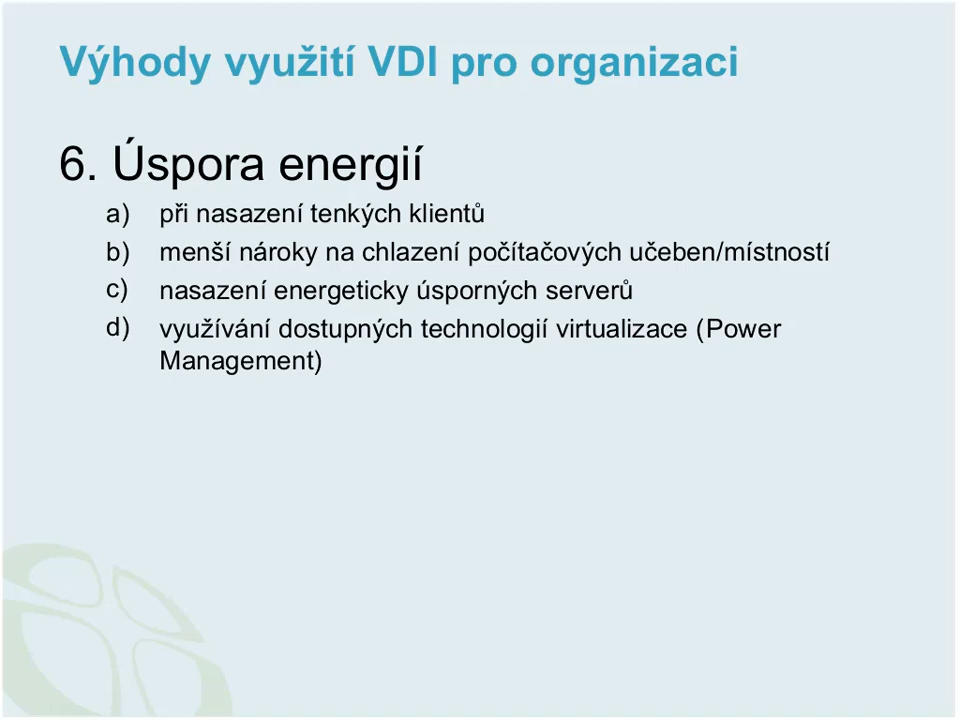 Výhody využití VDI pro organizaci
6. Úspora energií
a) při nasazení tenkých klientů
b) menší nároky na chlazení počítačových učeben/místností
c) nasazení energeticky úsporných serverů
d) využívání dostupných technologií virtualizace (Power
Management)